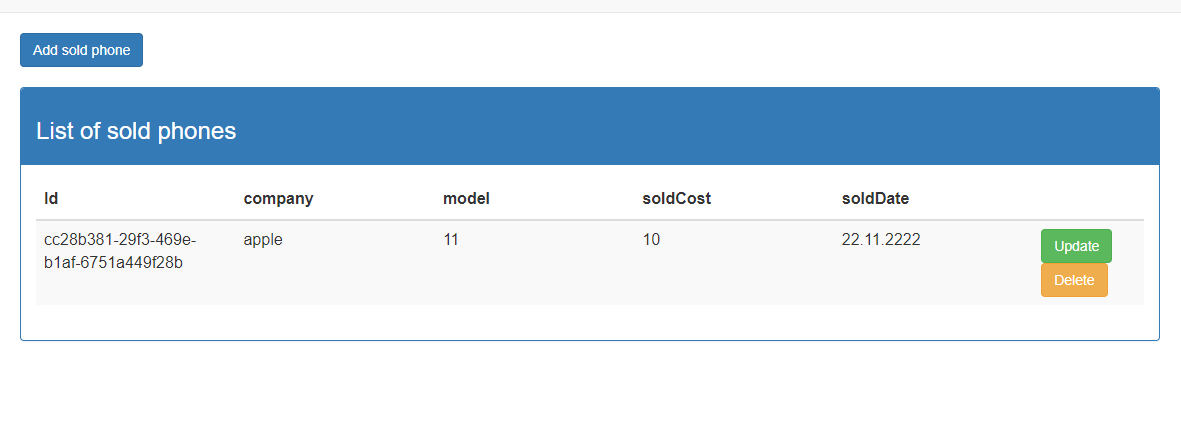 Add sold phone
List of sold phones
Id company model soldCost soldDate
cc28b381-29f3-469e- apple 11 10 22.11.2222 Update
b1af-6751a449f28b
Delete